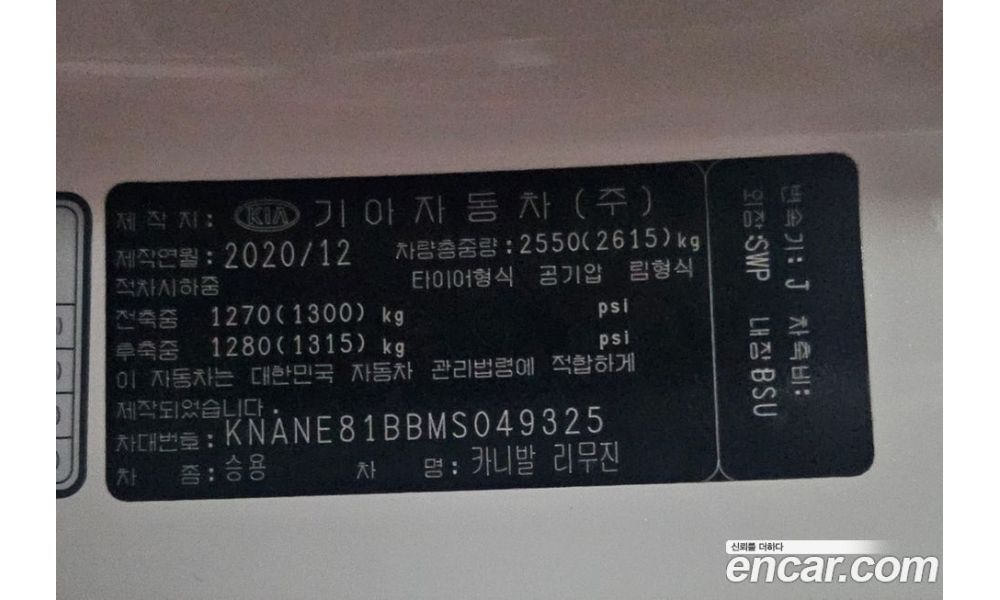 제 작 자 : KIA 기아자동차(주)
제작연월 : 2020/12 차량총중량 : 2550(2615)kg
적차시하중 타이어형식 공기압 림형식
전축중 1270(1300) kg psi
후축중 1280(1315) kg psi
이 자동차는 대한민국 자동차 관리법령에 적합하게
제작되었습니다.
차대번호 : KNANE81BBMS049325
차 종 : 승용 차 명 : 카니발 리무진
변속기 : J 차축비 :
외장SWP 내장BSU
신뢰를 더하다
encar.com